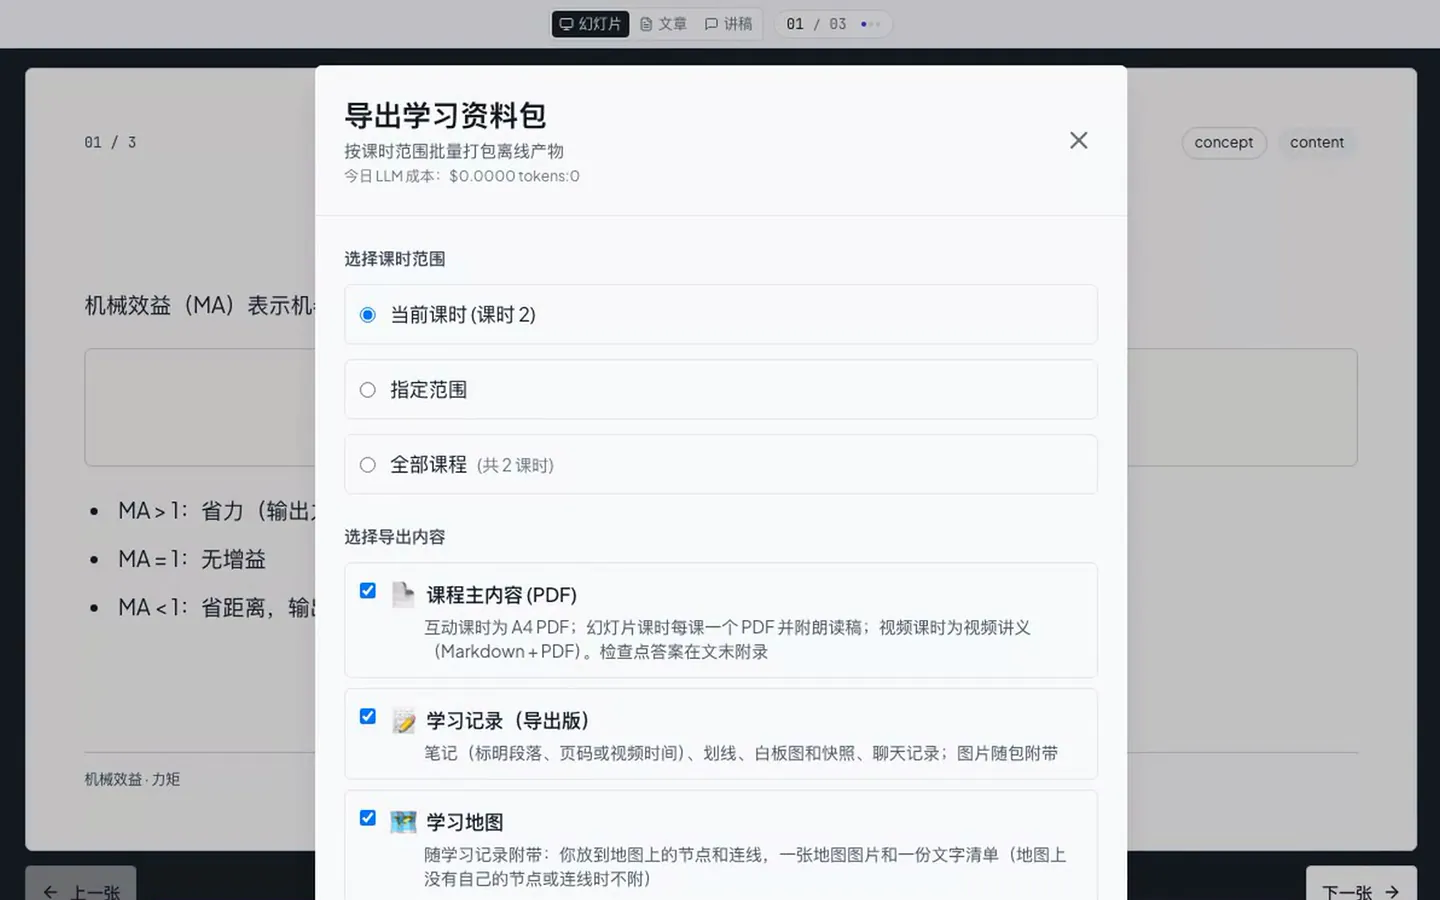 幻灯片 文章 讲稿 01 / 03
导出学习资料包
按课时范围批量打包离线产物
今日 LLM 成本：$0.0000 tokens:0
01 / 3
concept content
选择课时范围
当前课时 (课时 2)
指定范围
全部课程 (共 2 课时)
选择导出内容
课程主内容 (PDF)
互动课时为 A4 PDF；幻灯片课时每课一个 PDF 并附朗读稿；视频课时为视频讲义
（Markdown + PDF）。检查点答案在文末附录
学习记录（导出版）
笔记（标明段落、页码或视频时间）、划线、白板图和快照、聊天记录；图片随包附带
学习地图
随学习记录附带：你放到地图上的节点和连线，一张地图图片和一份文字清单（地图上
没有自己的节点或连线时不附）
机械效益（MA）表示机
MA > 1：省力（输出
MA = 1：无增益
MA < 1：省距离，输
机械效益 · 力矩
上一张
下一张